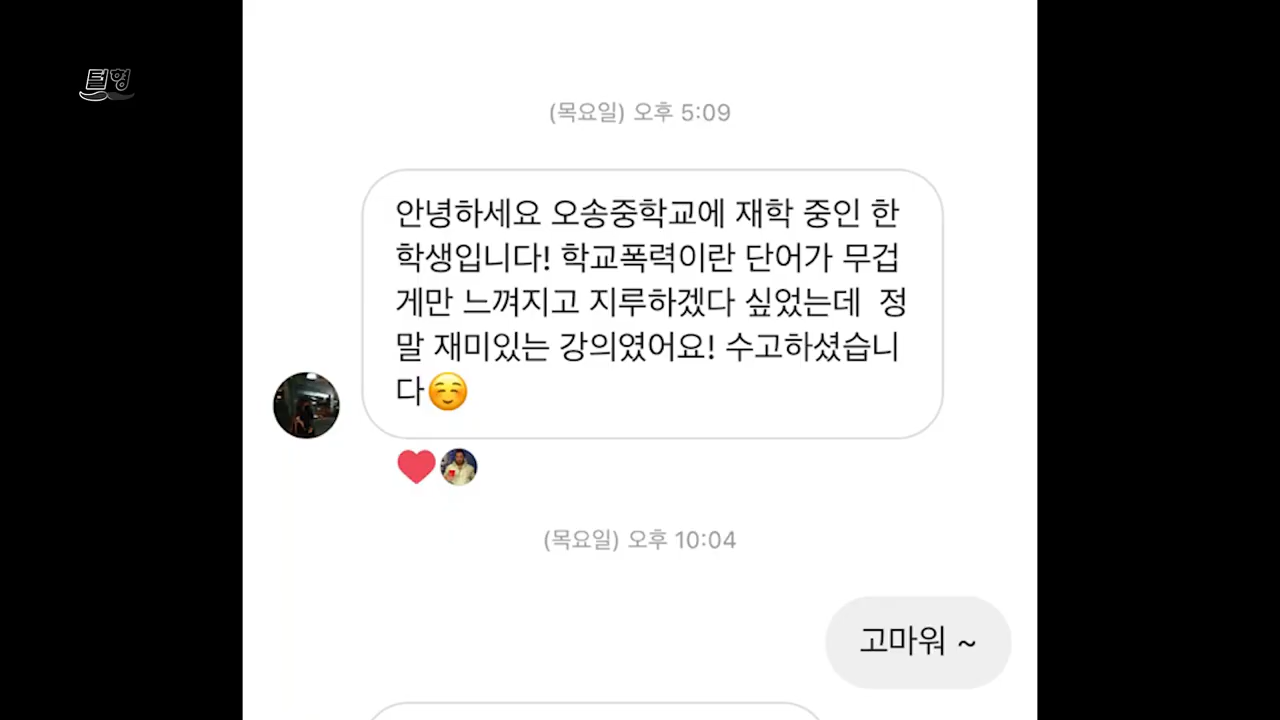 털형
(목요일) 오후 5:09
안녕하세요 오송중학교에 재학 중인 한
학생입니다! 학교폭력이란 단어가 무겁
게만 느껴지고 지루하겠다 싶었는데  정
말 재미있는 강의였어요! 수고하셨습니
다☺️
(목요일) 오후 10:04
고마워 ~